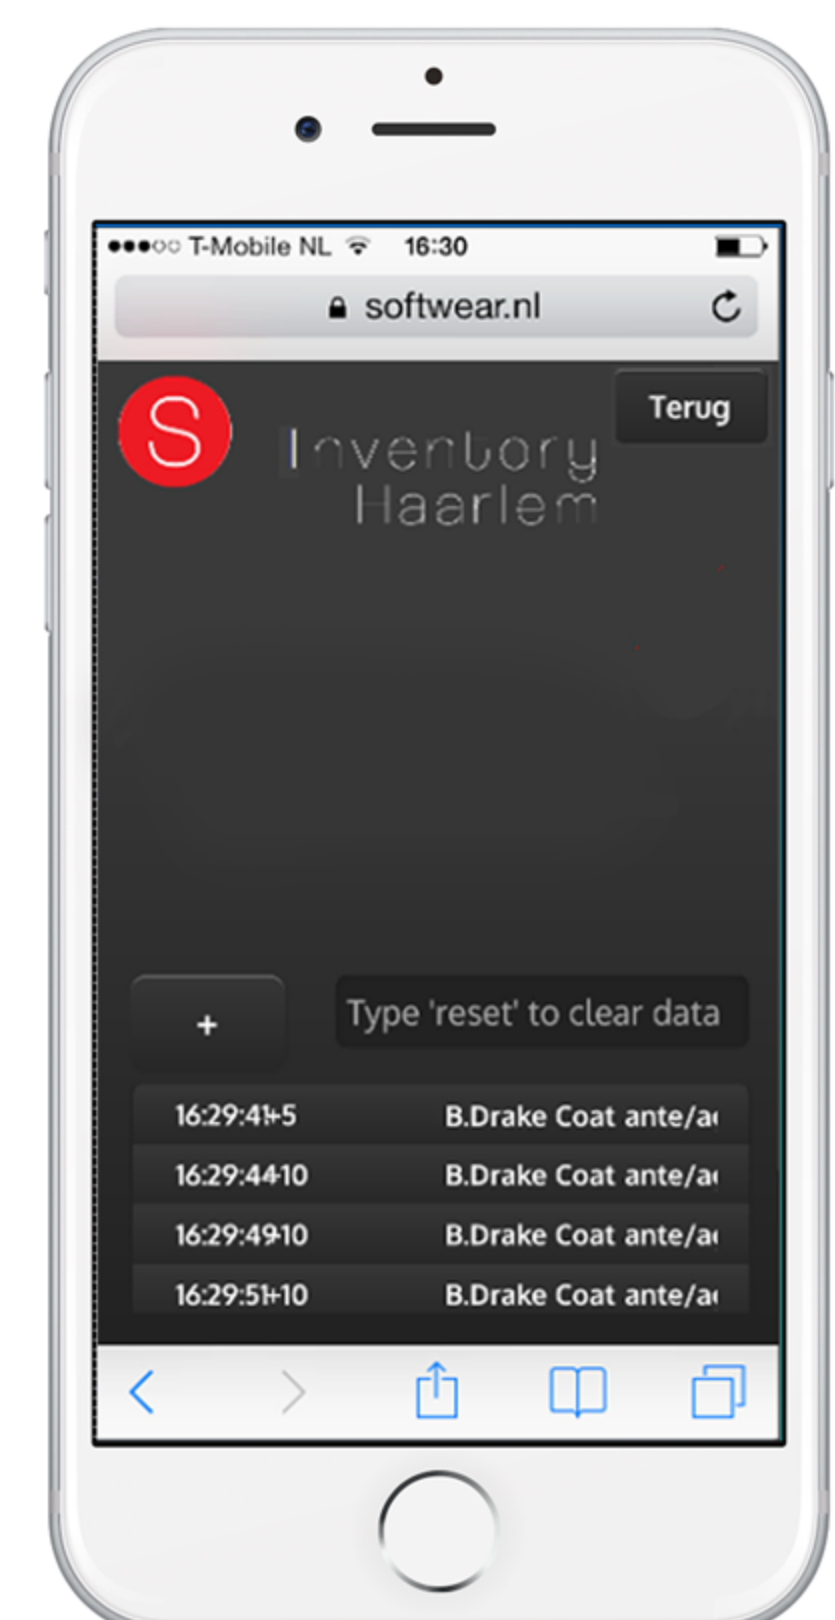 T-Mobile NL 16:30
softwear.nl
S
Terug
Inventory
Haarlem
+
Type 'reset' to clear data
16:29:41+5 B.Drake Coat ante/a
16:29:44+10 B.Drake Coat ante/a
16:29:49+10 B.Drake Coat ante/a
16:29:51+10 B.Drake Coat ante/a